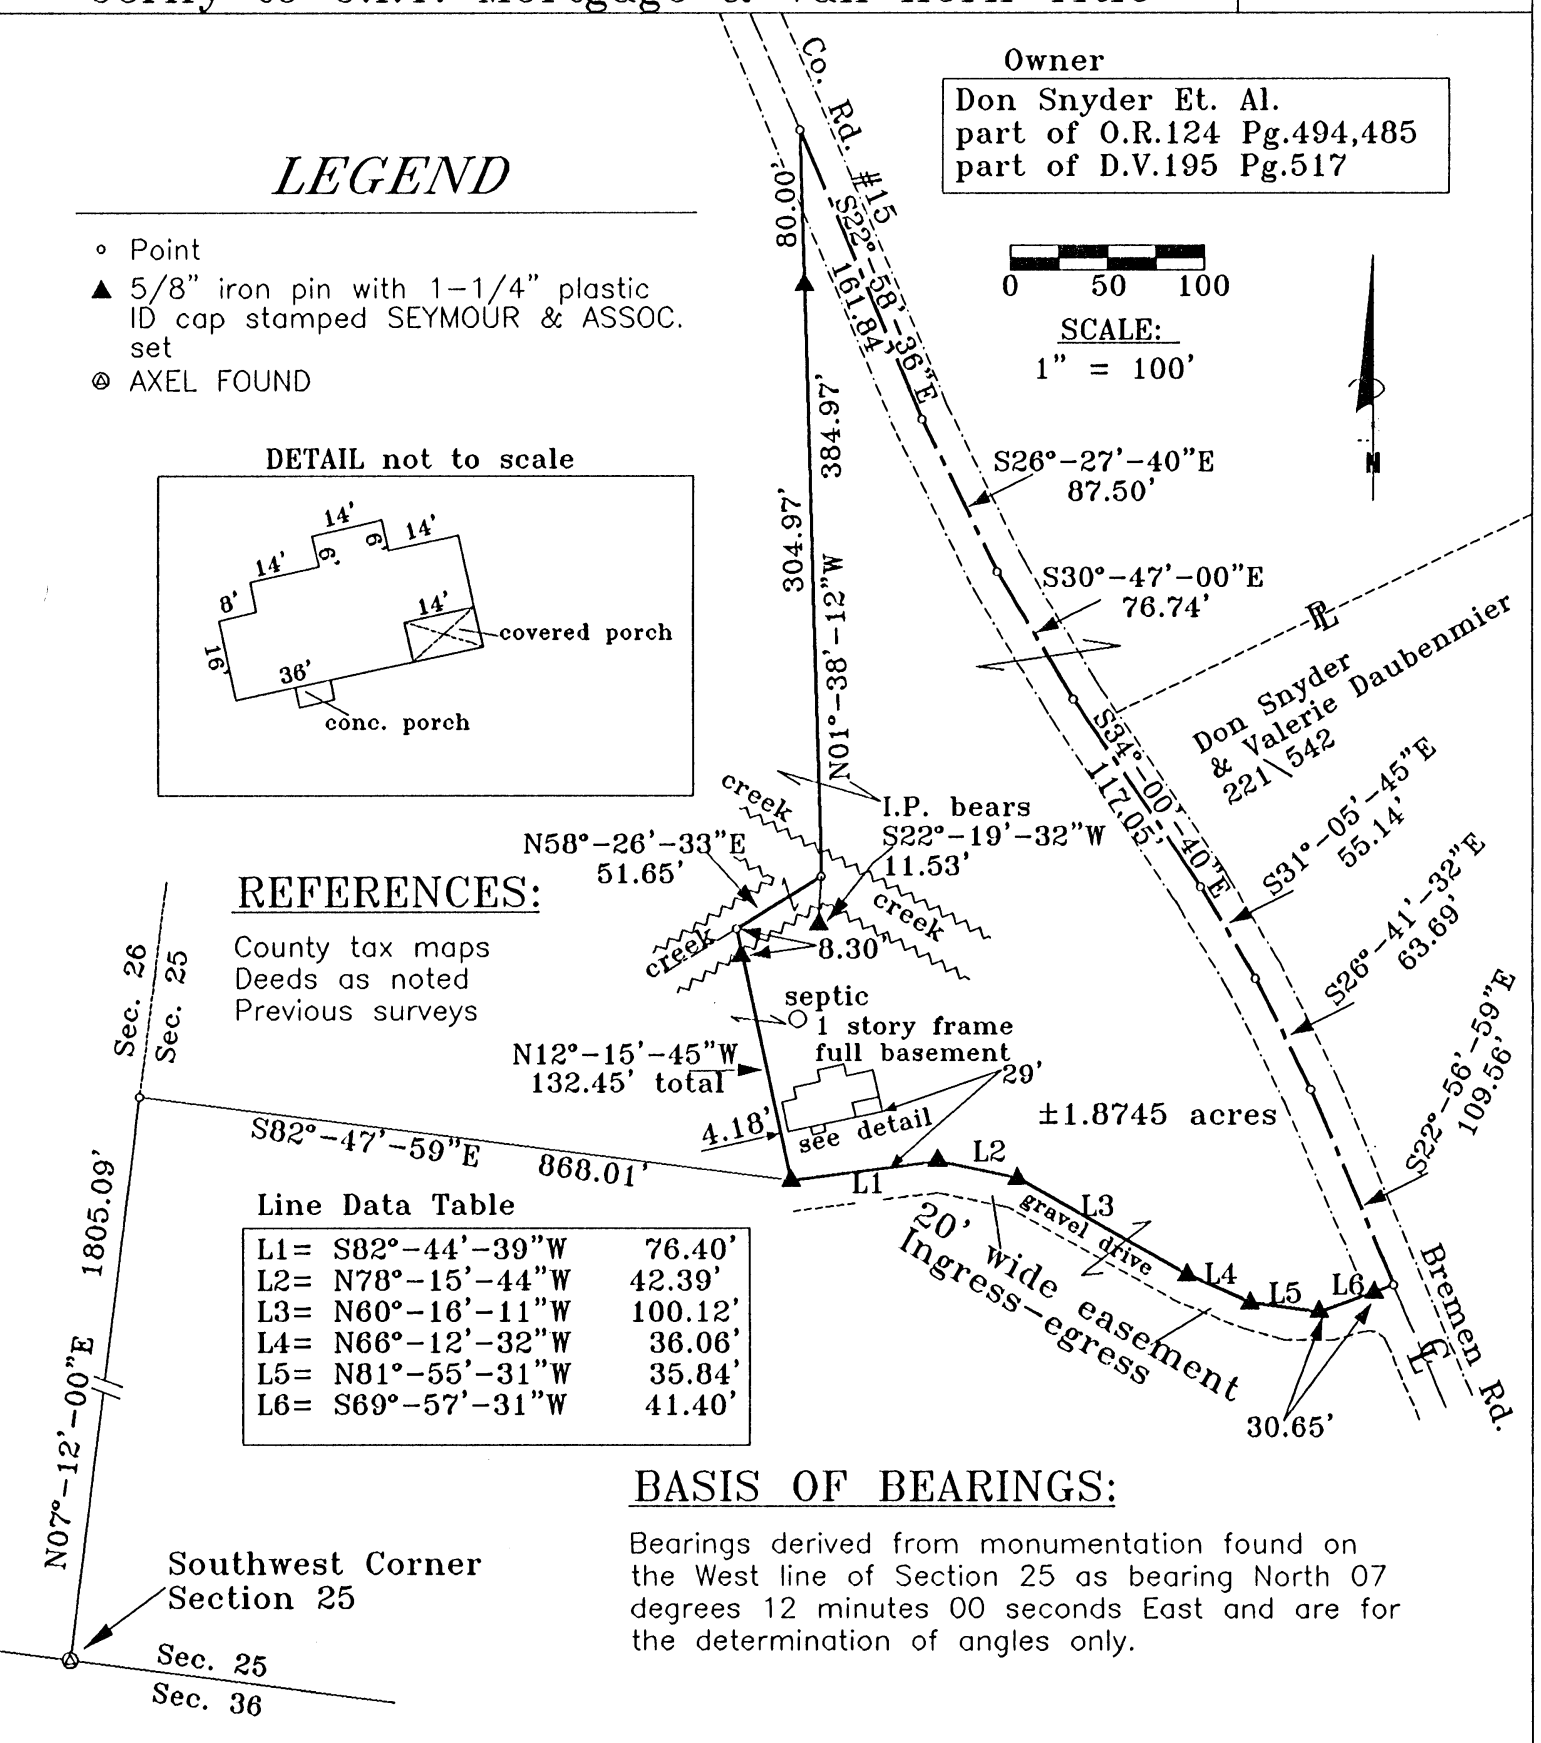 Owner
Don Snyder Et. Al.
part of O.R.124 Pg.494,485
part of D.V.195 Pg.517
LEGEND
Point
5/8" iron pin with 1-1/4" plastic
ID cap stamped SEYMOUR & ASSOC.
set
AXEL FOUND
0 50 100
SCALE:
1" = 100'
N
DETAIL not to scale
14'
14'
6'
6'
14'
8'
14'
16'
36'
covered porch
conc. porch
Co. Rd. #15
80.00'
S22°-58'-36"E
161.84'
384.97'
304.97'
N01°-38'-12"W
S26°-27'-40"E
87.50'
S30°-47'-00"E
76.74'
PL
Don Snyder
& Valerie Daubenmier
221\542
S34°-00'-40"E
117.05'
S31°-05'-45"E
55.14'
S26°-41'-32"E
63.69'
S22°-56'-59"E
109.56'
creek
I.P. bears
S22°-19'-32"W
11.53'
N58°-26'-33"E
51.65'
creek
creek
8.30'
REFERENCES:
County tax maps
Deeds as noted
Previous surveys
Sec. 26
Sec. 25
septic
1 story frame
full basement
N12°-15'-45"W
132.45' total
29'
±1.8745 acres
4.18'
see detail
S82°-47'-59"E 868.01'
L1
L2
L3
L4
L5
L6
gravel drive
20' wide easement
Ingress-egress
30.65'
Bremen Rd.
CL
1805.09'
N07°-12'-00"E
Line Data Table
L1= S82°-44'-39"W 76.40'
L2= N78°-15'-44"W 42.39'
L3= N60°-16'-11"W 100.12'
L4= N66°-12'-32"W 36.06'
L5= N81°-55'-31"W 35.84'
L6= S69°-57'-31"W 41.40'
BASIS OF BEARINGS:
Bearings derived from monumentation found on
the West line of Section 25 as bearing North 07
degrees 12 minutes 00 seconds East and are for
the determination of angles only.
Southwest Corner
Section 25
Sec. 25
Sec. 36